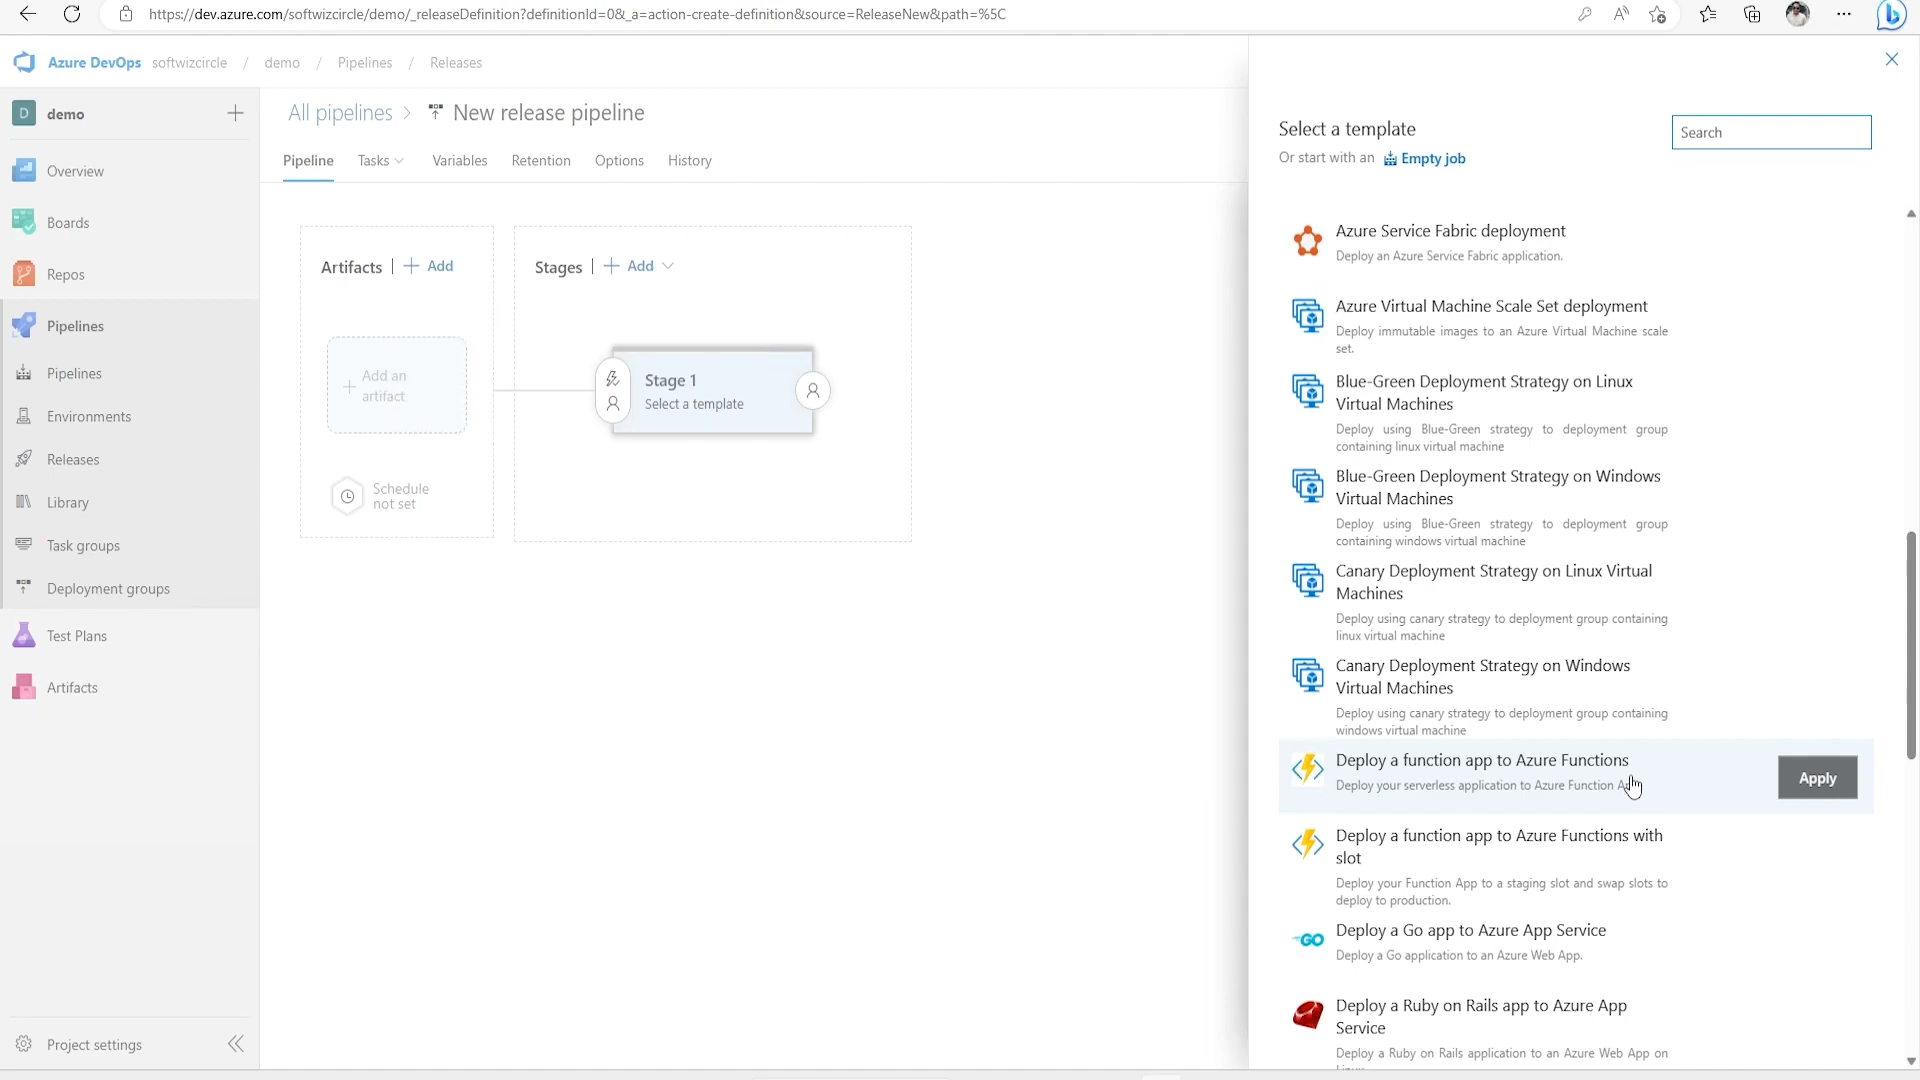 https://dev.azure.com/softwizcircle/demo/_releaseDefinition?definitionId=0&_a=action-create-definition&source=ReleaseNew&path=%5C
Azure DevOps softwizcircle / demo / Pipelines / Releases
D demo
Overview
Boards
Repos
Pipelines
Pipelines
Environments
Releases
Library
Task groups
Deployment groups
Test Plans
Artifacts
Project settings
All pipelines > New release pipeline
Pipeline Tasks Variables Retention Options History
Artifacts | + Add
Stages | + Add
+ Add an
artifact
Schedule
not set
Stage 1
Select a template
Select a template
Or start with an Empty job
Search
Azure Service Fabric deployment
Deploy an Azure Service Fabric application.
Azure Virtual Machine Scale Set deployment
Deploy immutable images to an Azure Virtual Machine scale
set.
Blue-Green Deployment Strategy on Linux
Virtual Machines
Deploy using Blue-Green strategy to deployment group
containing linux virtual machine
Blue-Green Deployment Strategy on Windows
Virtual Machines
Deploy using Blue-Green strategy to deployment group
containing windows virtual machine
Canary Deployment Strategy on Linux Virtual
Machines
Deploy using canary strategy to deployment group containing
linux virtual machine
Canary Deployment Strategy on Windows
Virtual Machines
Deploy using canary strategy to deployment group containing
windows virtual machine
Deploy a function app to Azure Functions
Deploy your serverless application to Azure Function
Apply
Deploy a function app to Azure Functions with
slot
Deploy your Function App to a staging slot and swap slots to
deploy to production.
GO
Deploy a Go app to Azure App Service
Deploy a Go application to an Azure Web App.
Deploy a Ruby on Rails app to Azure App
Service
Deploy a Ruby on Rails application to an Azure Web App on